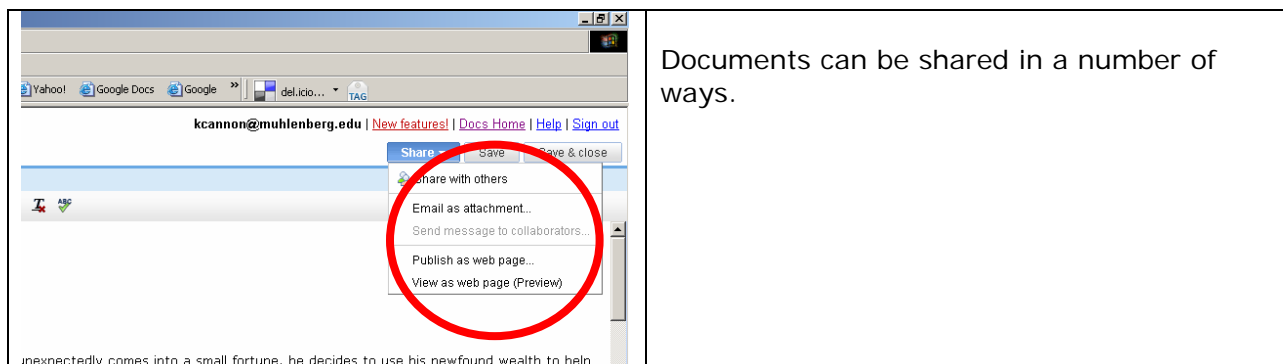 Yahoo! Google Docs Google » del.icio... TAG
kcannon@muhlenberg.edu | New features! | Docs Home | Help | Sign out
Share Save Save & close
Share with others
ABC
Email as attachment...
Send message to collaborators...
Publish as web page...
View as web page (Preview)
unexpectedly comes into a small fortune, he decides to use his newfound wealth to help
Documents can be shared in a number of
ways.